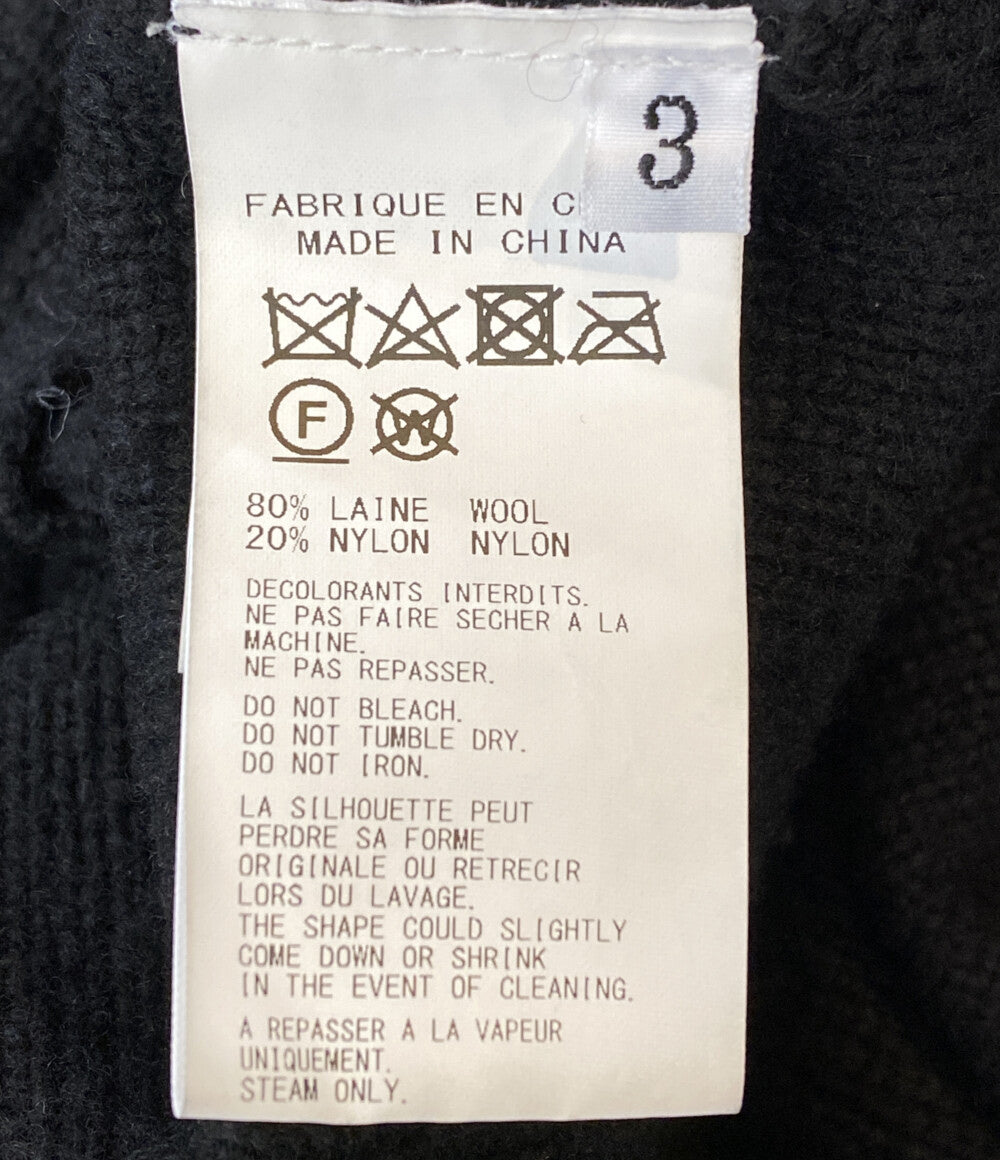 3
FABRIQUE EN
MADE IN CHINA
F
W
80% LAINE WOOL
20% NYLON NYLON
DECOLORANTS INTERDITS.
NE PAS FAIRE SECHER A LA
MACHINE.
NE PAS REPASSER.
DO NOT BLEACH.
DO NOT TUMBLE DRY.
DO NOT IRON.
LA SILHOUETTE PEUT
PERDRE SA FORME
ORIGINALE OU RETRECIR
LORS DU LAVAGE.
THE SHAPE COULD SLIGHTLY
COME DOWN OR SHRINK
IN THE EVENT OF CLEANING.
A REPASSER A LA VAPEUR
UNIQUEMENT.
STEAM ONLY.